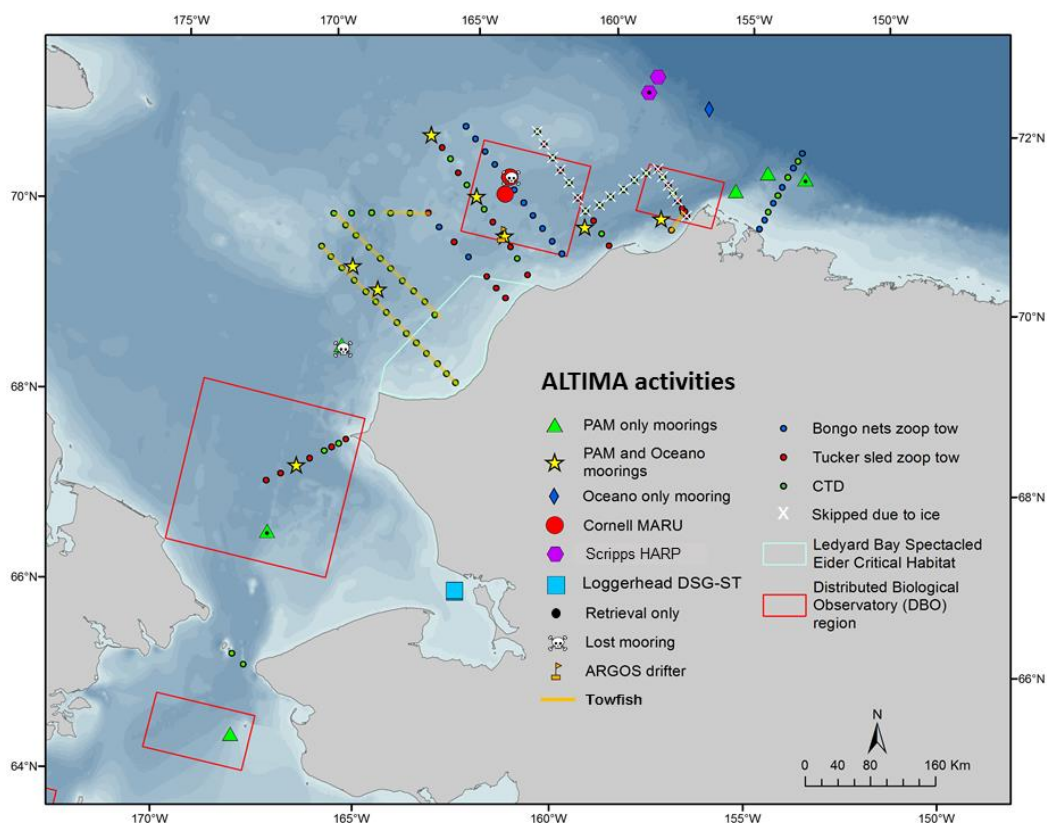 175°W 170°W 165°W 160°W 155°W 150°W
72°N
70°N
70°N
68°N
68°N
66°N
66°N
64°N
ALTIMA activities
PAM only moorings
PAM and Oceano
moorings
Oceano only mooring
Cornell MARU
Scripps HARP
Loggerhead DSG-ST
Retrieval only
Lost mooring
ARGOS drifter
Towfish
Bongo nets zoop tow
Tucker sled zoop tow
CTD
X Skipped due to ice
Ledyard Bay Spectacled
Eider Critical Habitat
Distributed Biological
Observatory (DBO)
region
N
0 40 80 160 Km
170°W 165°W 160°W 155°W 150°W